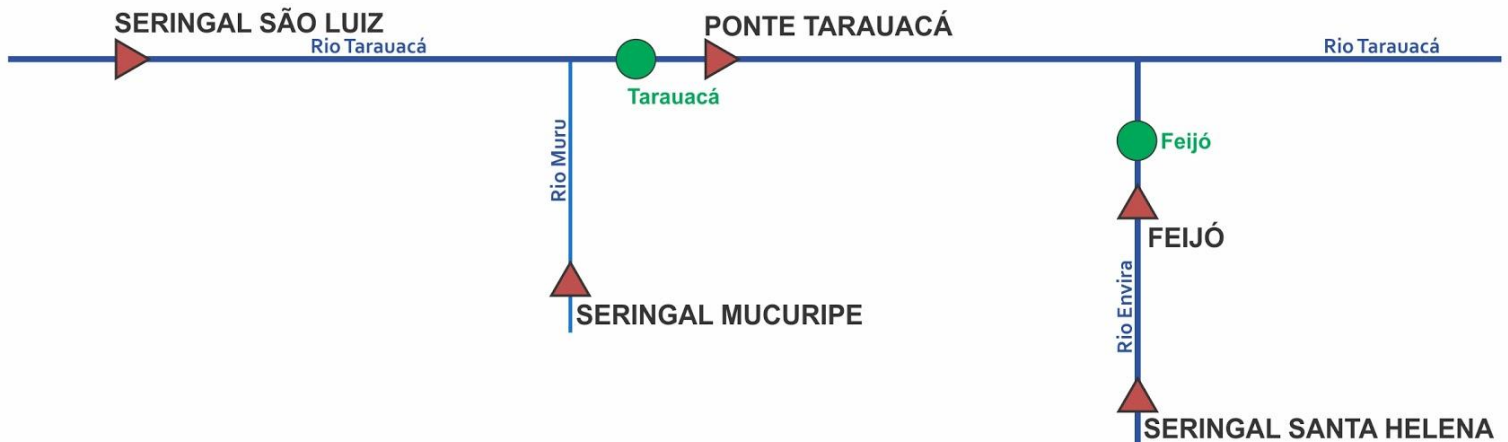 SERINGAL SÃO LUIZ
Rio Tarauacá
PONTE TARAUACÁ
Rio Tarauacá
Tarauacá
Rio Muru
Feijó
FEIJÓ
Rio Envira
SERINGAL MUCURIPE
SERINGAL SANTA HELENA